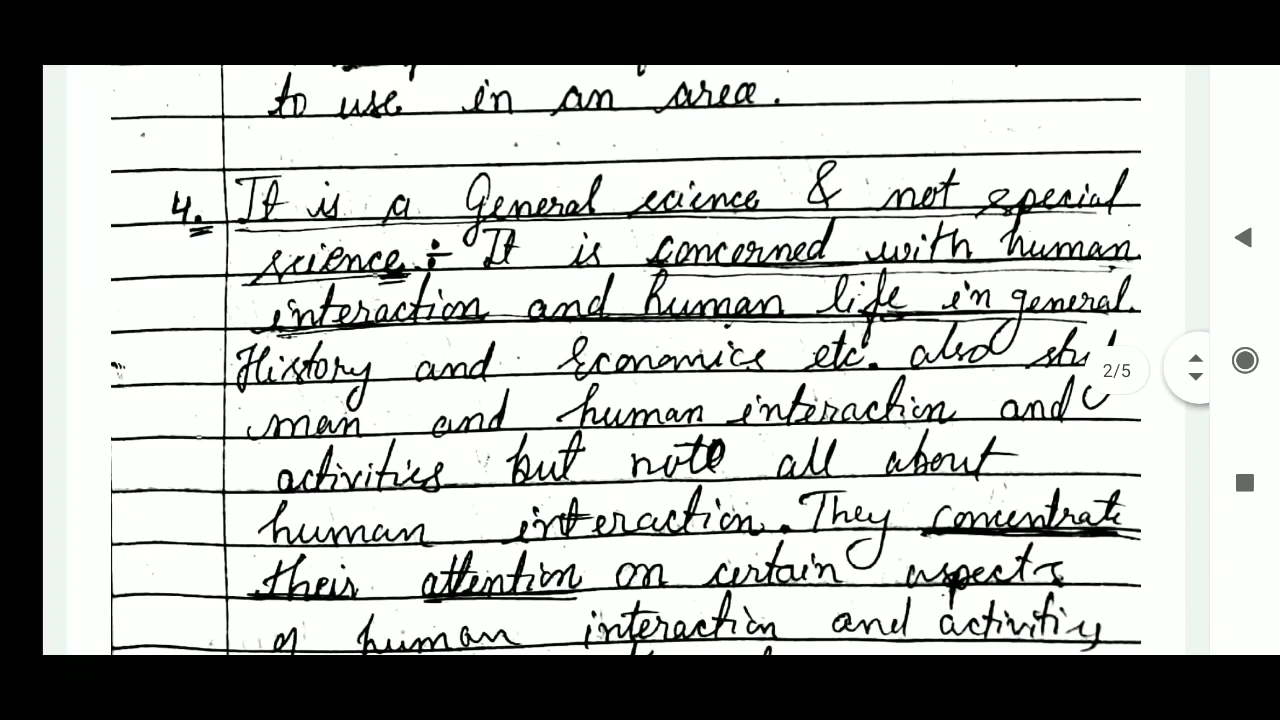 to use in an area.
4. It is a General science & not special
science ÷ It is concerned with human
interaction and human life in general.
History and Economics etc. also
man and human interaction and
activities but note all about
human interaction. They concentrate
their attention on certain aspects
of human interaction and activities
2/5